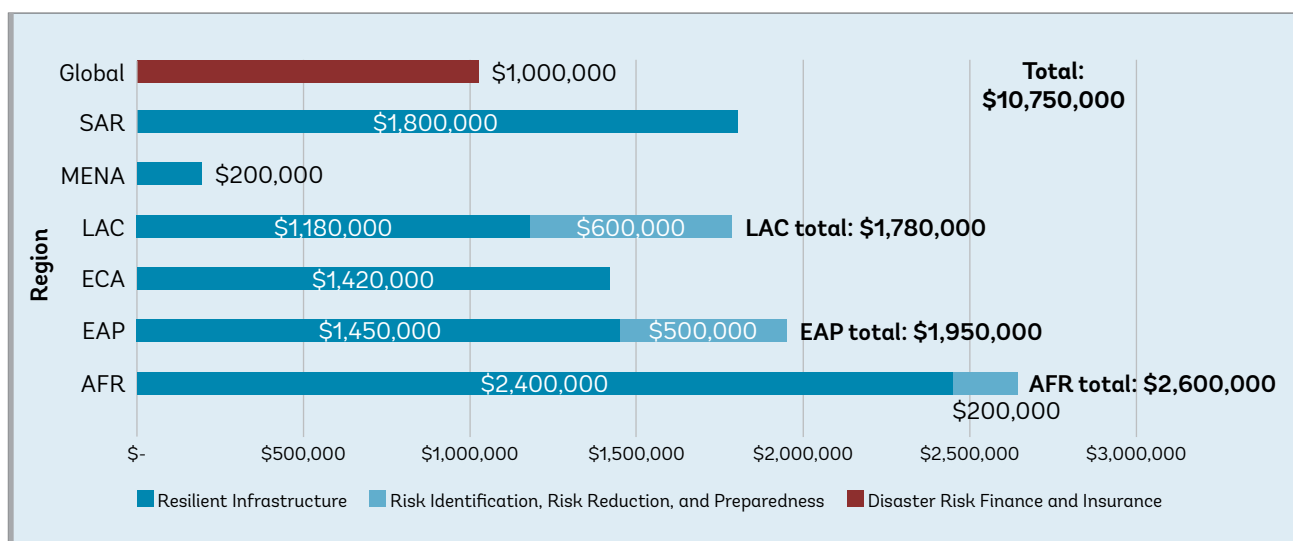 Global $1,000,000
Total:
$10,750,000
SAR $1,800,000
MENA $200,000
LAC $1,180,000 $600,000 LAC total: $1,780,000
Region
ECA $1,420,000
EAP $1,450,000 $500,000 EAP total: $1,950,000
AFR $2,400,000 AFR total: $2,600,000
$200,000
$- $500,000 $1,000,000 $1,500,000 $2,000,000 $2,500,000 $3,000,000
Resilient Infrastructure Risk Identification, Risk Reduction, and Preparedness Disaster Risk Finance and Insurance